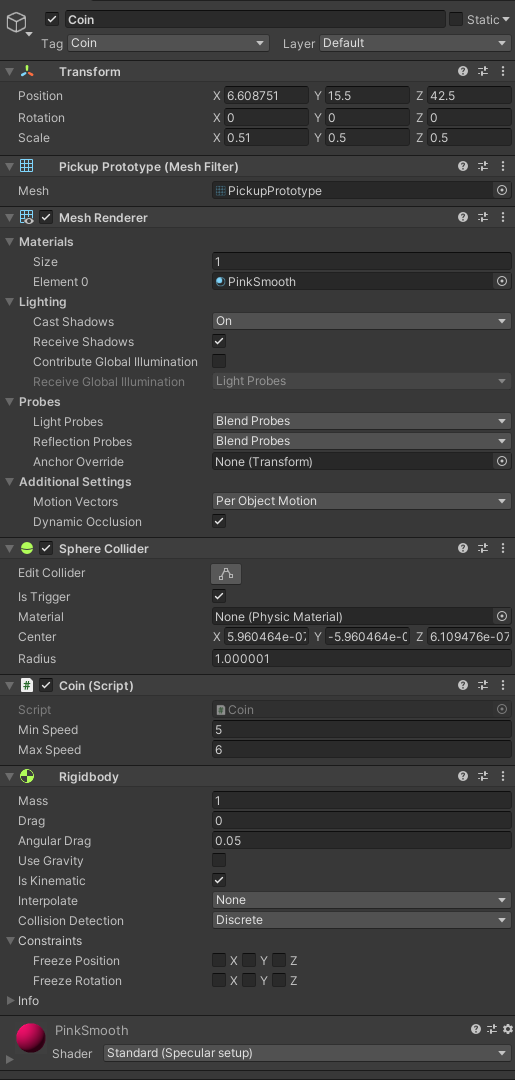 Coin Static
Tag Coin Layer Default
Transform
Position X 6.608751 Y 15.5 Z 42.5
Rotation X 0 Y 0 Z 0
Scale X 0.51 Y 0.5 Z 0.5
Pickup Prototype (Mesh Filter)
Mesh PickupPrototype
Mesh Renderer
Materials
Size 1
Element 0 PinkSmooth
Lighting
Cast Shadows On
Receive Shadows
Contribute Global Illumination
Receive Global Illumination Light Probes
Probes
Light Probes Blend Probes
Reflection Probes Blend Probes
Anchor Override None (Transform)
Additional Settings
Motion Vectors Per Object Motion
Dynamic Occlusion
Sphere Collider
Edit Collider
Is Trigger
Material None (Physic Material)
Center X 5.960464e-07 Y -5.960464e-0 Z 6.109476e-07
Radius 1.000001
Coin (Script)
Script # Coin
Min Speed 5
Max Speed 6
Rigidbody
Mass 1
Drag 0
Angular Drag 0.05
Use Gravity
Is Kinematic
Interpolate None
Collision Detection Discrete
Constraints
Freeze Position X Y Z
Freeze Rotation X Y Z
Info
PinkSmooth
Shader Standard (Specular setup)